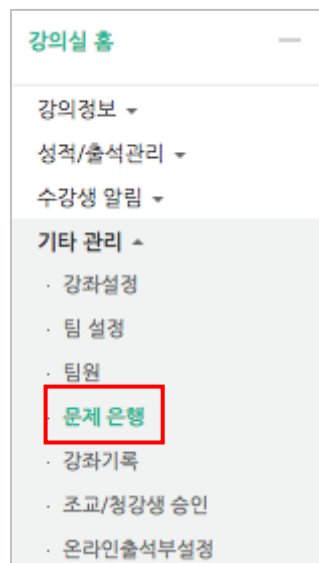 강의실 홈
강의정보
성적/출석관리
수강생 알림
기타 관리
· 강좌설정
· 팀 설정
· 팀원
· 문제 은행
· 강좌기록
· 조교/청강생 승인
· 온라인출석부설정